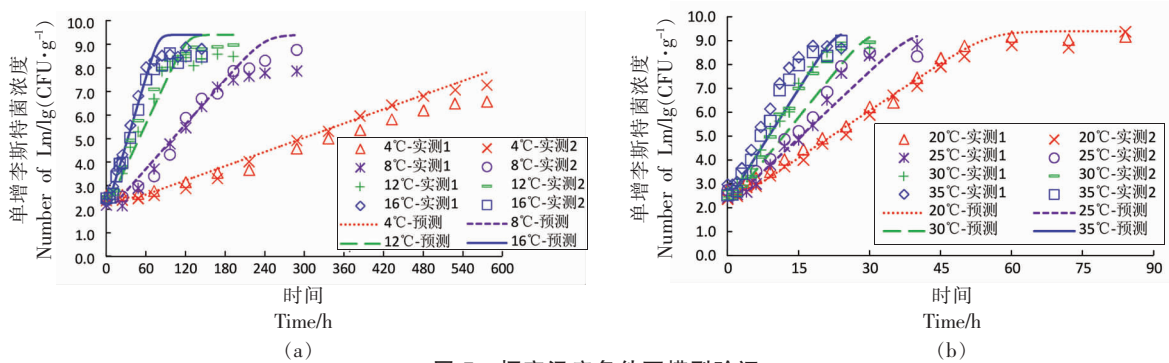 单增李斯特菌浓度
Number of Lm/lg(CFU·g⁻¹)
10.0
9.0
8.0
7.0
6.0
5.0
4.0
3.0
2.0
1.0
0.0
0 60 120 180 240 300 360 420 480 540 600
4℃-实测1 4℃-实测2
8℃-实测1 8℃-实测2
12℃-实测1 12℃-实测2
16℃-实测1 16℃-实测2
4℃-预测 8℃-预测
12℃-预测 16℃-预测
时间
Time/h
(a)
单增李斯特菌浓度
Number of Lm/lg(CFU·g⁻¹)
10.0
9.0
8.0
7.0
6.0
5.0
4.0
3.0
2.0
1.0
0.0
0 15 30 45 60 75 90
20℃-实测1 20℃-实测2
25℃-实测1 25℃-实测2
30℃-实测1 30℃-实测2
35℃-实测1 35℃-实测2
20℃-预测 25℃-预测
30℃-预测 35℃-预测
时间
Time/h
(b)